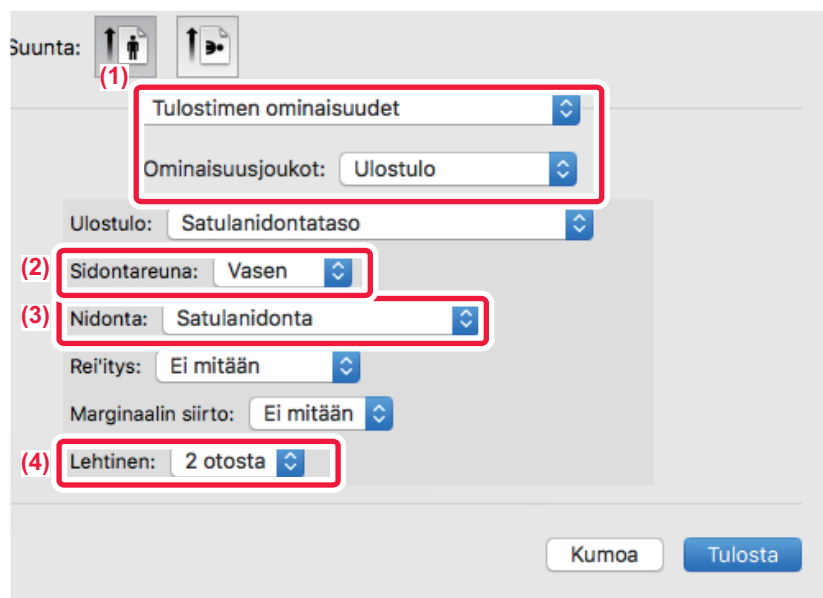 Suunta:
(1)
Tulostimen ominaisuudet
Ominaisuusjoukot: Ulostulo
Ulostulo: Satulanidontataso
(2) Sidontareuna: Vasen
(3) Nidonta: Satulanidonta
Rei'itys: Ei mitään
Marginaalin siirto: Ei mitään
(4) Lehtinen: 2 otosta
Kumoa Tulosta